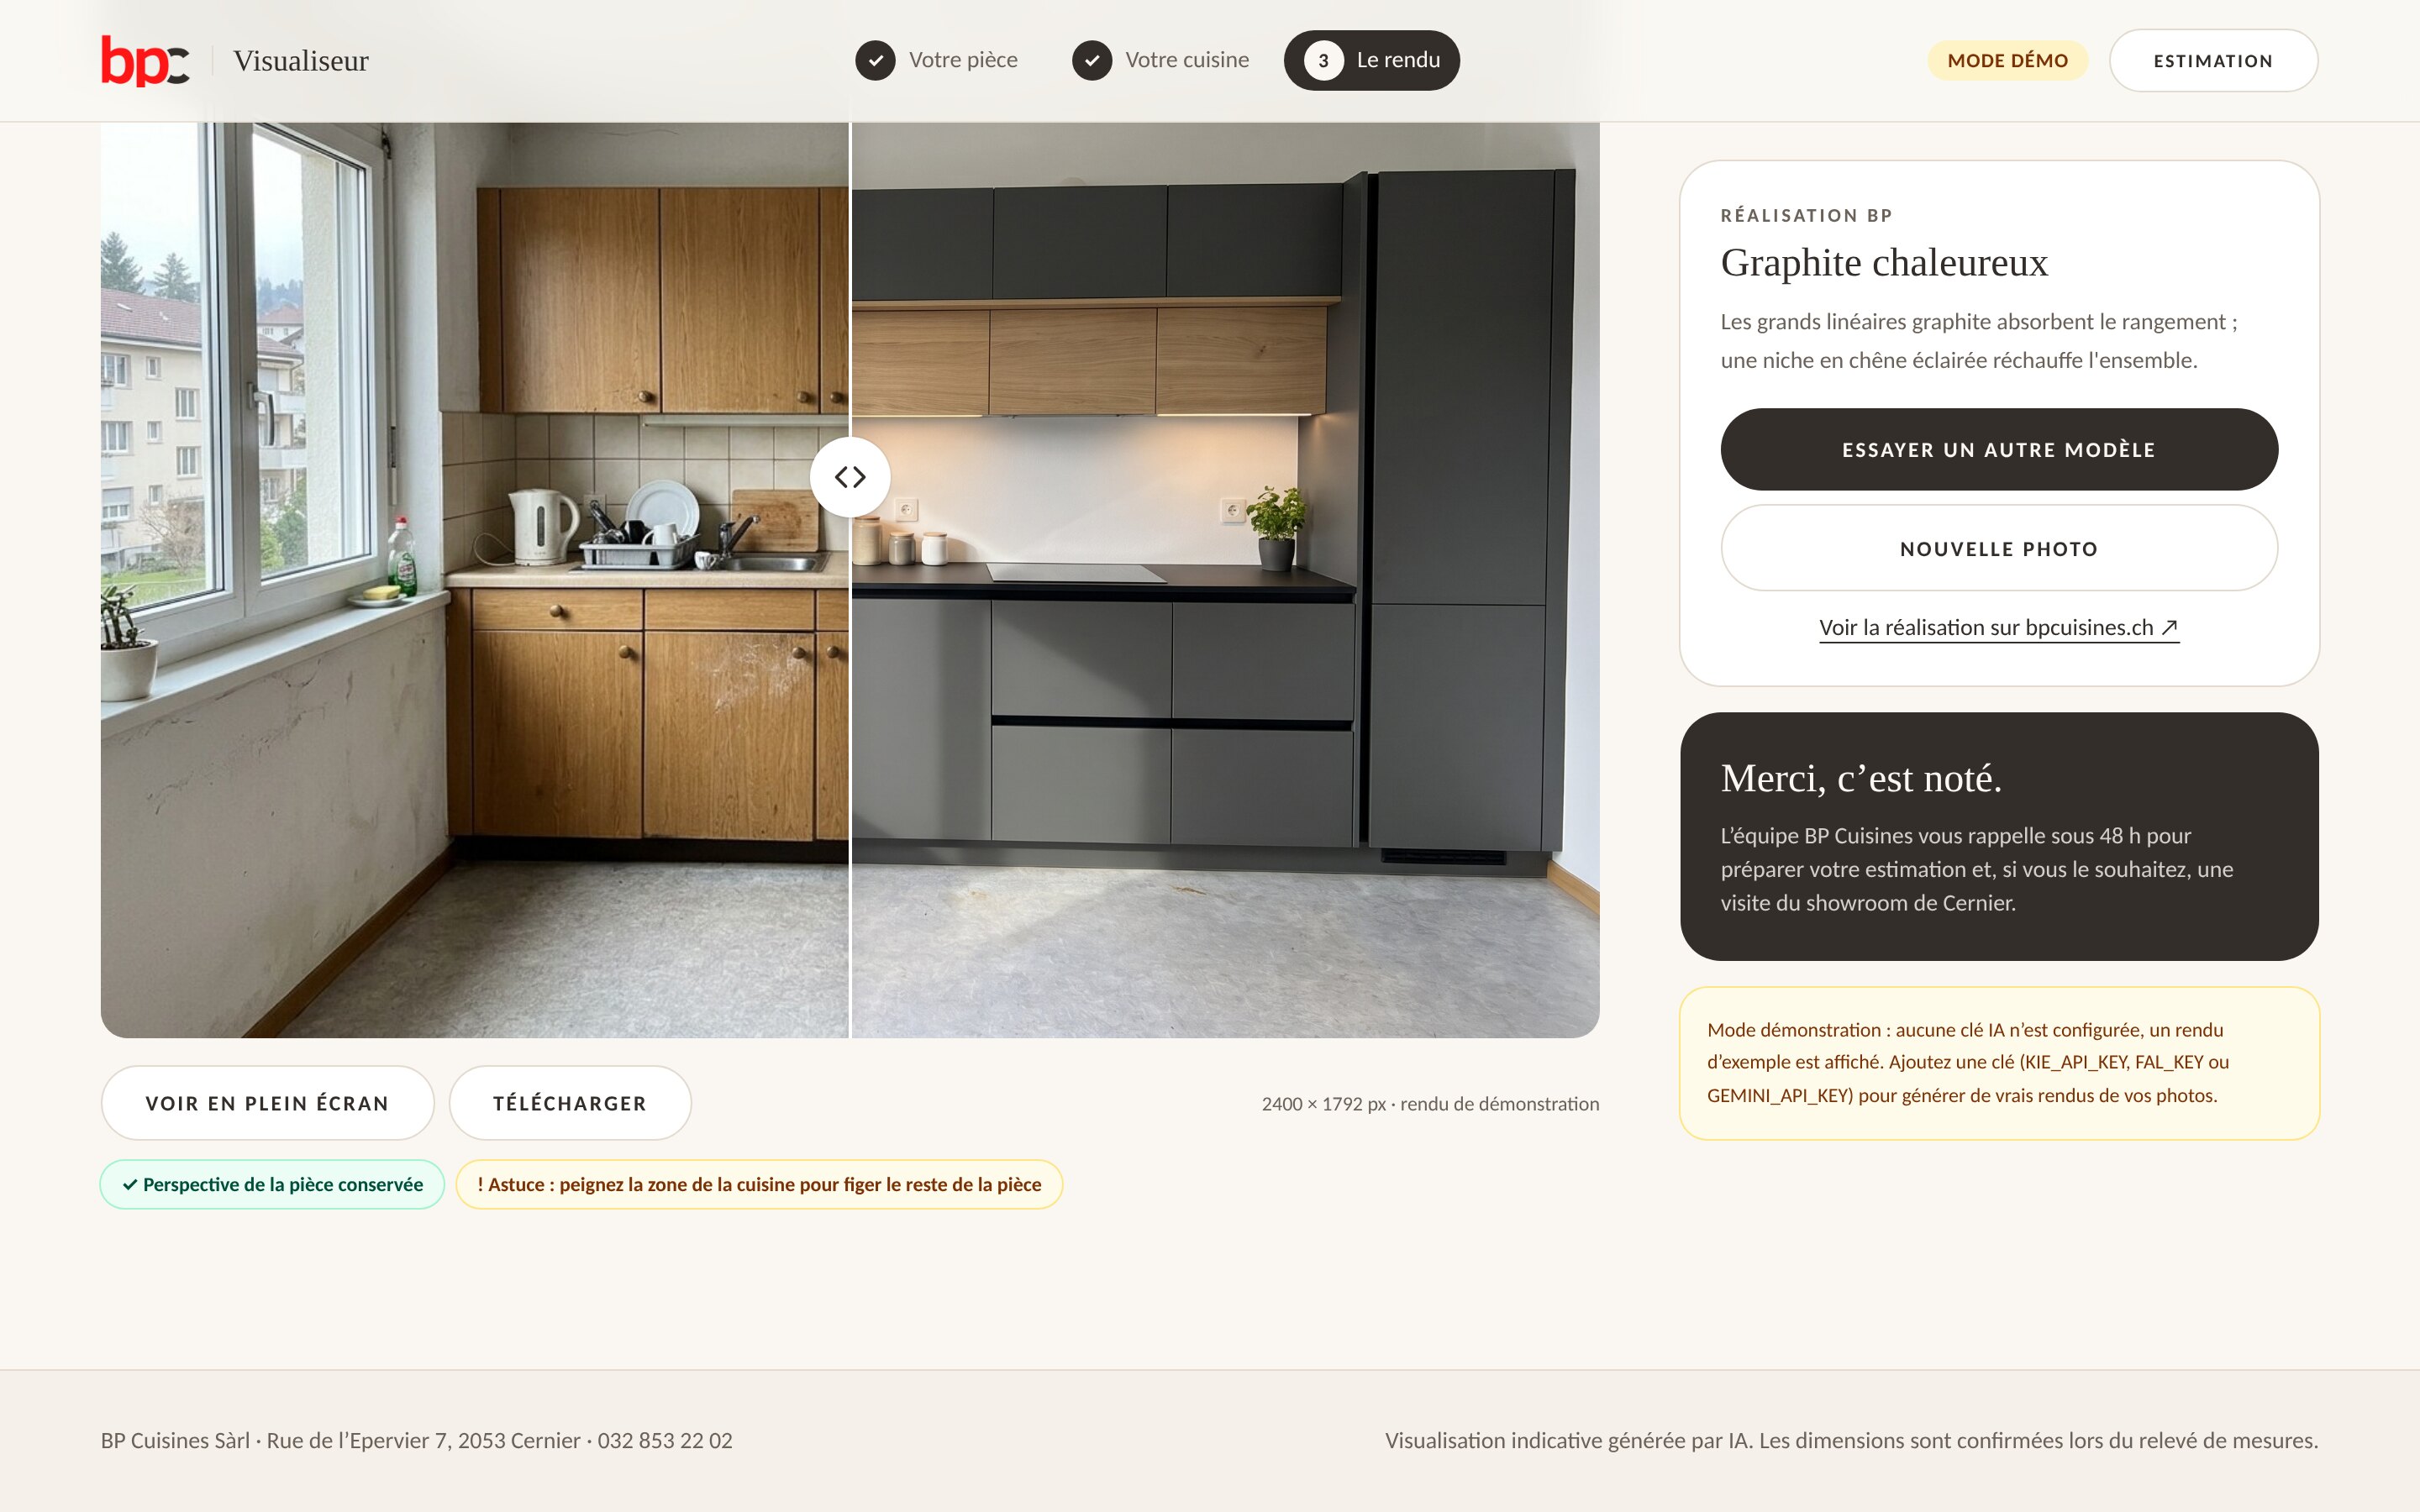 bpc
Visualiseur
Votre pièce
Votre cuisine
3
Le rendu
MODE DÉMO
ESTIMATION
RÉALISATION BP
Graphite chaleureux
Les grands linéaires graphite absorbent le rangement ;
une niche en chêne éclairée réchauffe l'ensemble.
ESSAYER UN AUTRE MODÈLE
NOUVELLE PHOTO
Voir la réalisation sur bpcuisines.ch ↗
Merci, c’est noté.
L’équipe BP Cuisines vous rappelle sous 48 h pour
préparer votre estimation et, si vous le souhaitez, une
visite du showroom de Cernier.
Mode démonstration : aucune clé IA n’est configurée, un rendu
d’exemple est affiché. Ajoutez une clé (KIE_API_KEY, FAL_KEY ou
GEMINI_API_KEY) pour générer de vrais rendus de vos photos.
VOIR EN PLEIN ÉCRAN
TÉLÉCHARGER
2400 × 1792 px · rendu de démonstration
✓ Perspective de la pièce conservée
! Astuce : peignez la zone de la cuisine pour figer le reste de la pièce
BP Cuisines Sàrl · Rue de l’Epervier 7, 2053 Cernier · 032 853 22 02
Visualisation indicative générée par IA. Les dimensions sont confirmées lors du relevé de mesures.